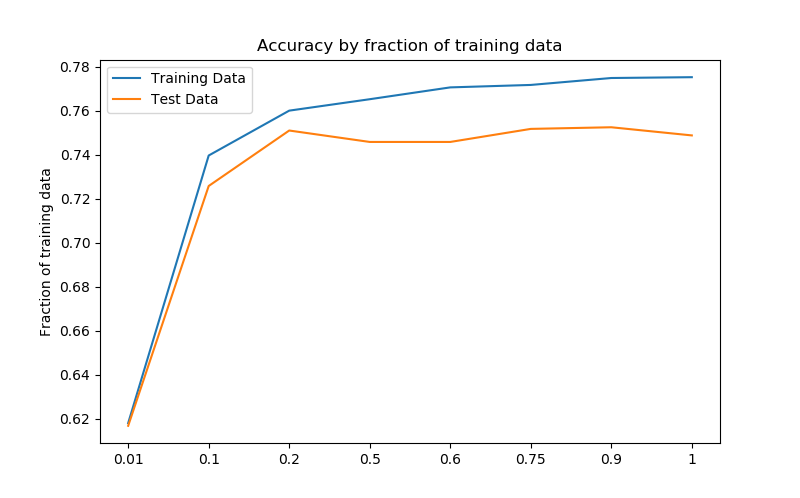 Accuracy by fraction of training data
Training Data
Test Data
Fraction of training data
0.78
0.76
0.74
0.72
0.70
0.68
0.66
0.64
0.62
0.01 0.1 0.2 0.5 0.6 0.75 0.9 1